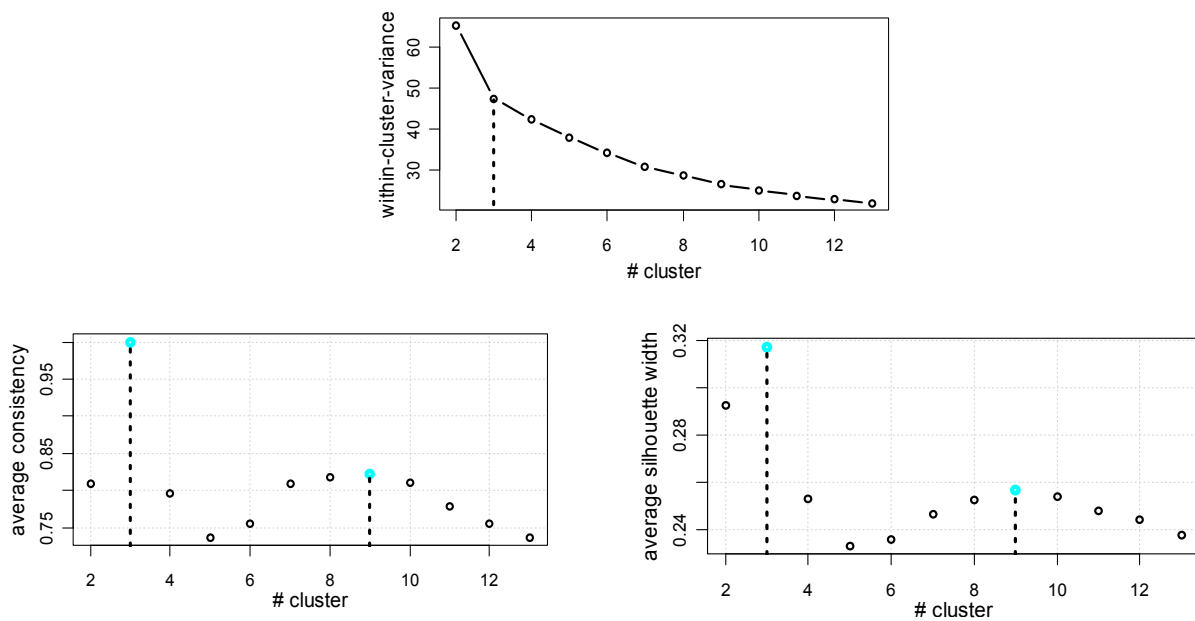 within-cluster-variance
60
50
40
30
2 4 6 8 10 12
# cluster
average consistency
0.95
0.85
0.75
2 4 6 8 10 12
# cluster
average silhouette width
0.32
0.28
0.24
2 4 6 8 10 12
# cluster